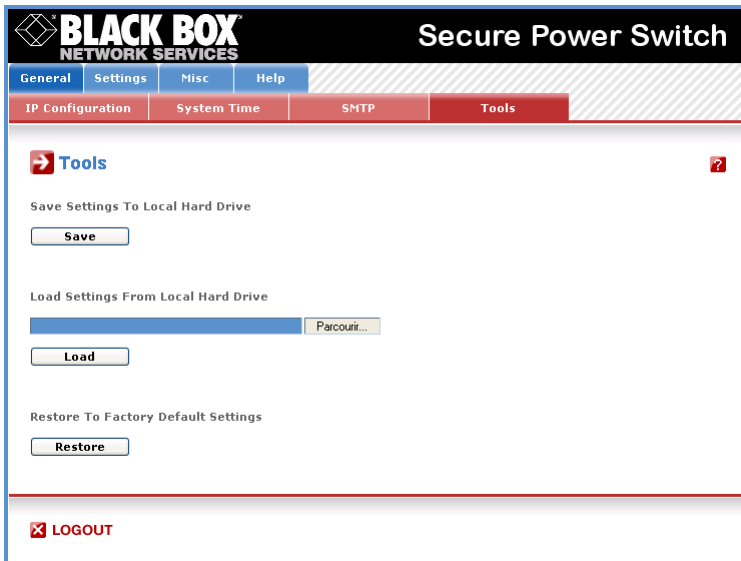 BLACK BOX
NETWORK SERVICES
Secure Power Switch
General Settings Misc Help
IP Configuration System Time SMTP Tools
Tools
?
Save Settings To Local Hard Drive
Save
Load Settings From Local Hard Drive
Parcourir...
Load
Restore To Factory Default Settings
Restore
LOGOUT